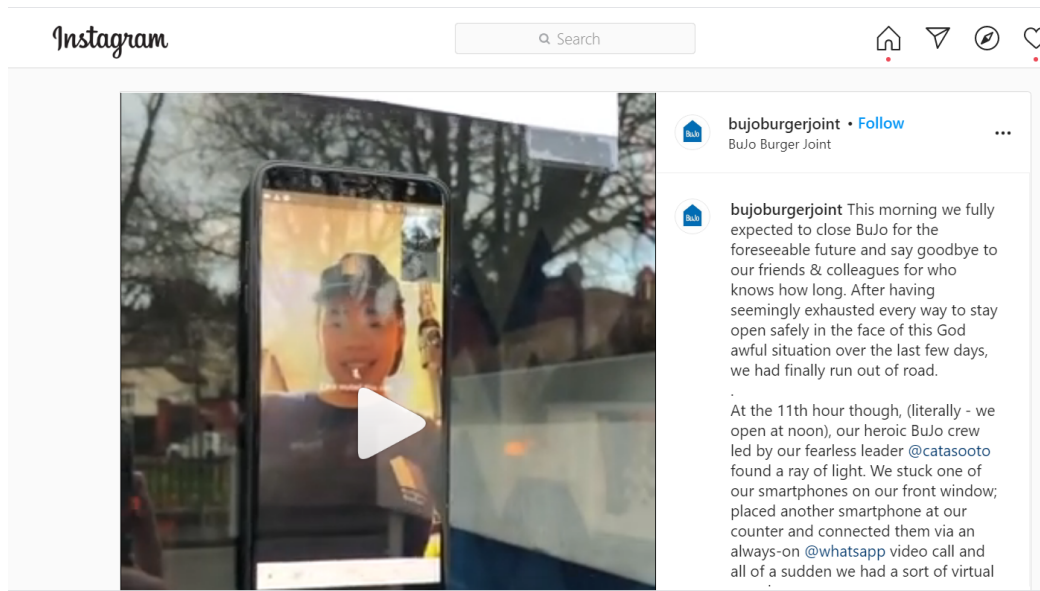 Instagram
Search
bujoburgerjoint • Follow
BuJo Burger Joint
BuJo
BuJo
bujoburgerjoint This morning we fully
expected to close BuJo for the
foreseeable future and say goodbye to
our friends & colleagues for who
knows how long. After having
seemingly exhausted every way to stay
open safely in the face of this God
awful situation over the last few days,
we had finally run out of road.
.
At the 11th hour though, (literally - we
open at noon), our heroic BuJo crew
led by our fearless leader @catasooto
found a ray of light. We stuck one of
our smartphones on our front window;
placed another smartphone at our
counter and connected them via an
always-on @whatsapp video call and
all of a sudden we had a sort of virtual